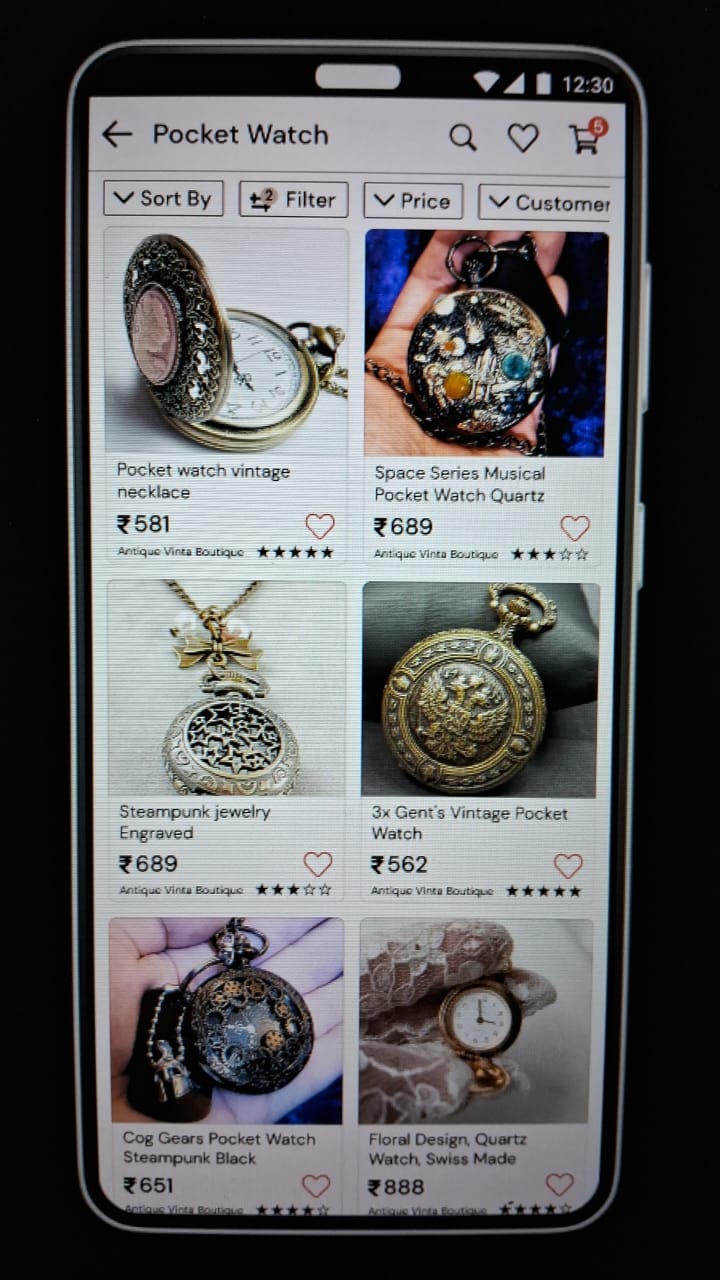 12:30
Pocket Watch
5
Sort By
2
Filter
Price
Customer
Pocket watch vintage
necklace
₹581
Antique Vinta Boutique
Space Series Musical
Pocket Watch Quartz
₹689
Antique Vinta Boutique
Steampunk jewelry
Engraved
₹689
Antique Vinta Boutique
3x Gent's Vintage Pocket
Watch
₹562
Antique Vinta Boutique
Cog Gears Pocket Watch
Steampunk Black
₹651
Antique Vinta Boutique
Floral Design, Quartz
Watch, Swiss Made
₹888
Antique Vinta Boutique